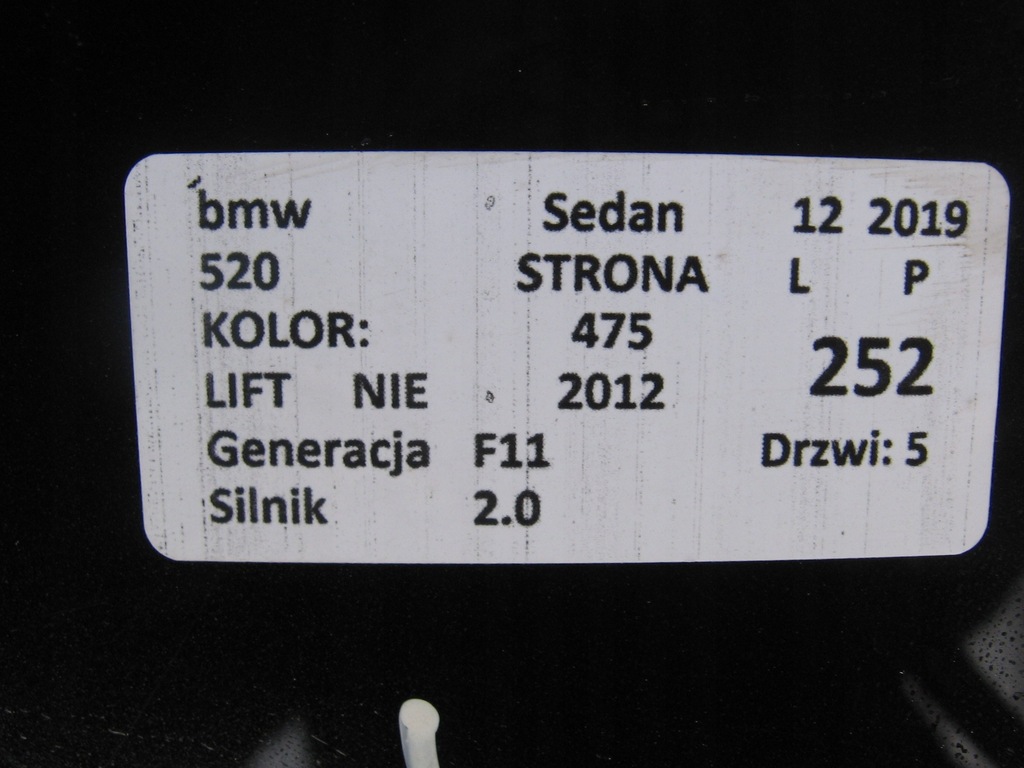 bmw Sedan 12 2019
520 STRONA L P
KOLOR: 475
252
LIFT NIE 2012
Generacja F11 Drzwi: 5
Silnik 2.0